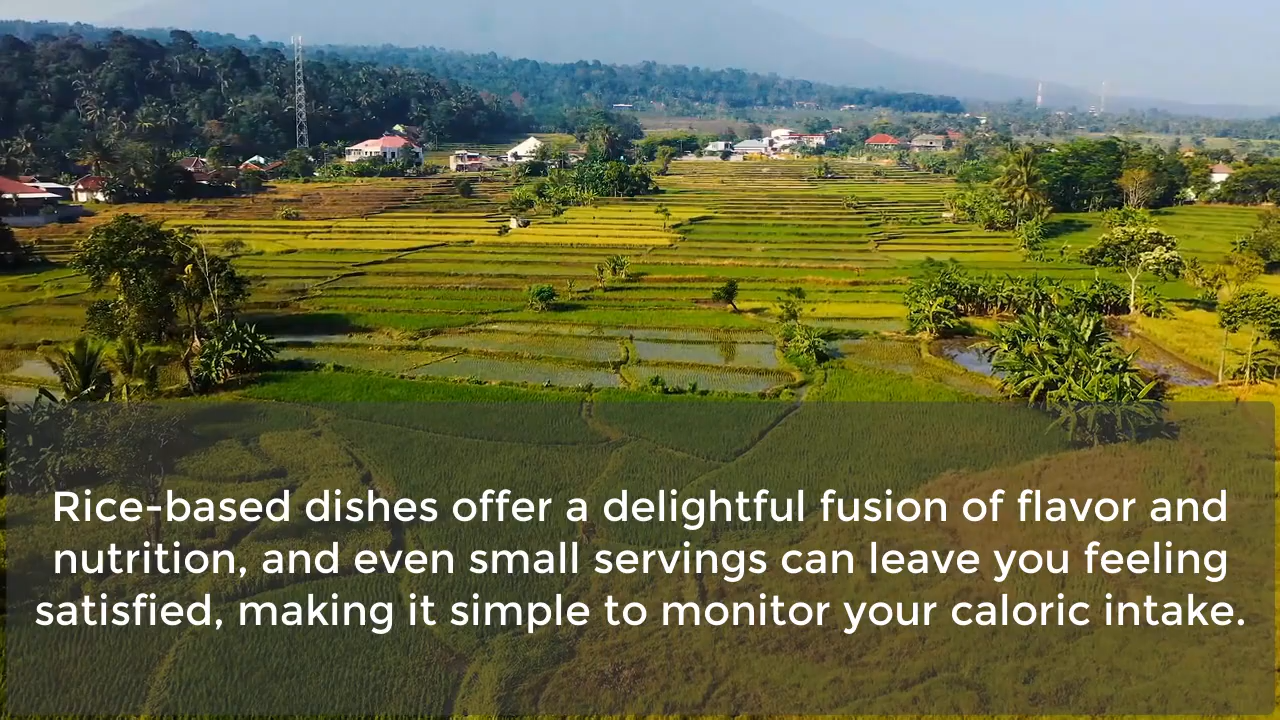 Rice-based dishes offer a delightful fusion of flavor and
nutrition, and even small servings can leave you feeling
satisfied, making it simple to monitor your caloric intake.